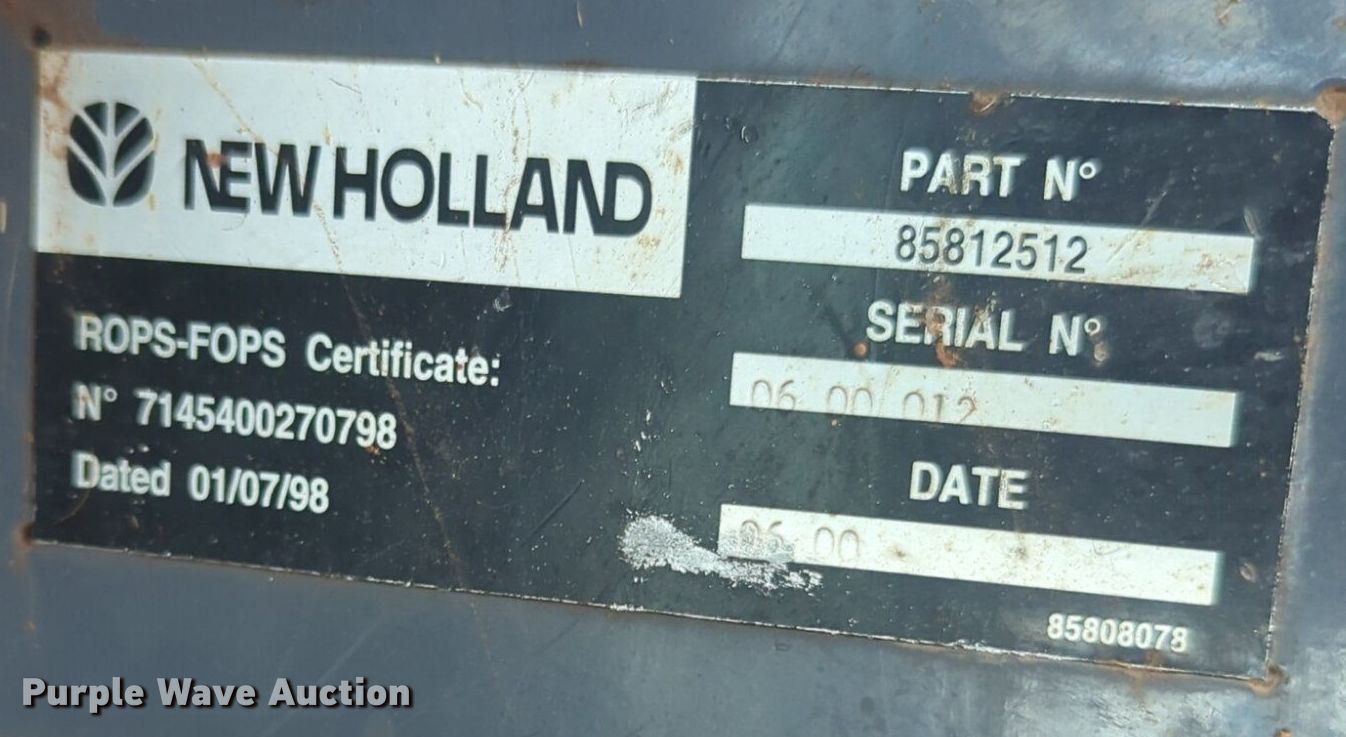 NEW HOLLAND
ROPS-FOPS Certificate:
N° 7145400270798
Dated 01/07/98
PART N°
85812512
SERIAL N°
06 00 012
DATE
06 00
85808078
Purple Wave Auction